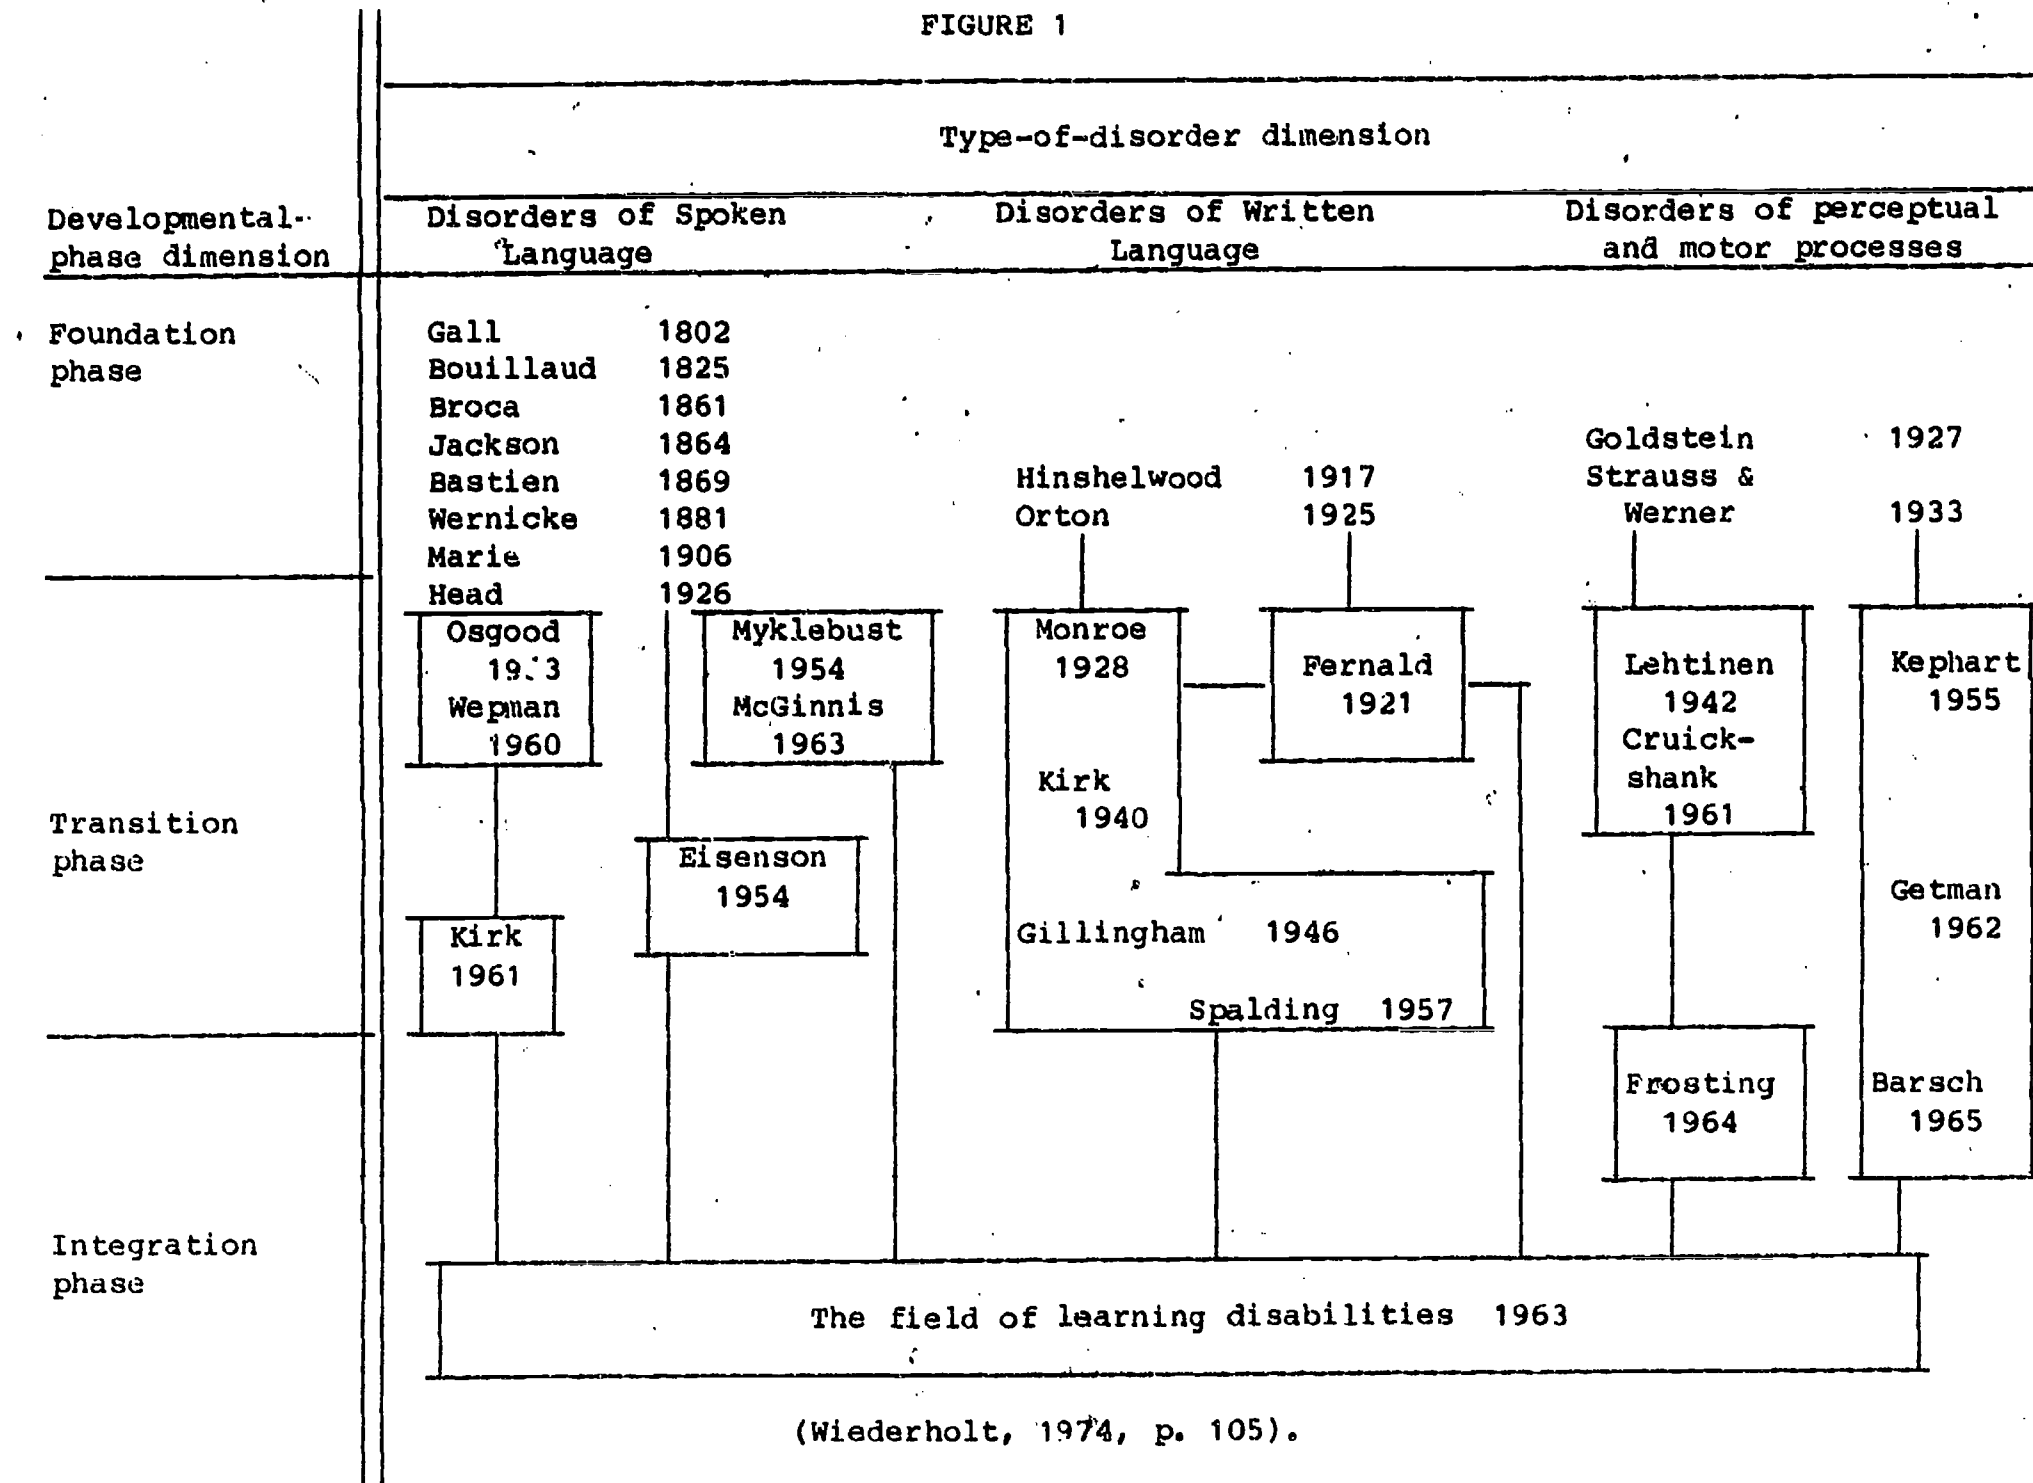 FIGURE 1
Type-of-disorder dimension
Developmental-
phase dimension
Disorders of Spoken
Language
Disorders of Written
Language
Disorders of perceptual
and motor processes
Foundation
phase
Gall 1802
Bouillaud 1825
Broca 1861
Jackson 1864
Bastien 1869
Wernicke 1881
Marie 1906
Head 1926
Hinshelwood 1917
Orton 1925
Goldstein 1927
Strauss &
Werner 1933
Transition
phase
Osgood
Wepman
1960
Kirk
1961
Myklebust
1954
McGinnis
1963
Eisenson
1954
Monroe
1928
Kirk
1940
Gillingham 1946
Spalding 1957
Fernald
1921
Lehtinen
1942
Cruick-
shank
1961
Frosting
1964
Kephart
1955
Getman
1962
Barsch
1965
Integration
phase
The field of learning disabilities 1963
(Wiederholt, 1974, p. 105).